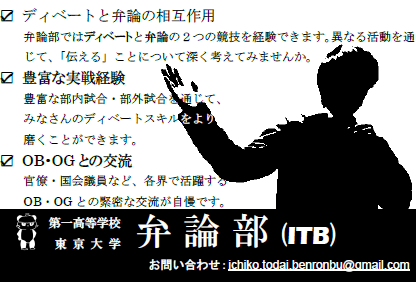 ☑ ディベートと弁論の相互作用
弁論部ではディベートと弁論の２つの競技を経験できます。異なる活動を通
じて、「伝える」ことについて深く考えてみませんか。
☑ 豊富な実戦経験
豊富な部内試合・部外試合を通じて、
みなさんのディベートスキルをより
磨くことができます。
☑ OB・OGとの交流
官僚・国会議員など、各界で活躍する
OB・OGとの緊密な交流が自慢です。
第一高等学校
東京大学
弁論部 (ITB)
お問い合わせ：ichiko.todai.benronbu@gmail.com